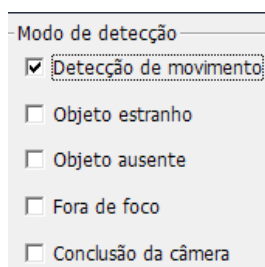 Modo de detecção
Detecção de movimento
Objeto estranho
Objeto ausente
Fora de foco
Conclusão da câmera